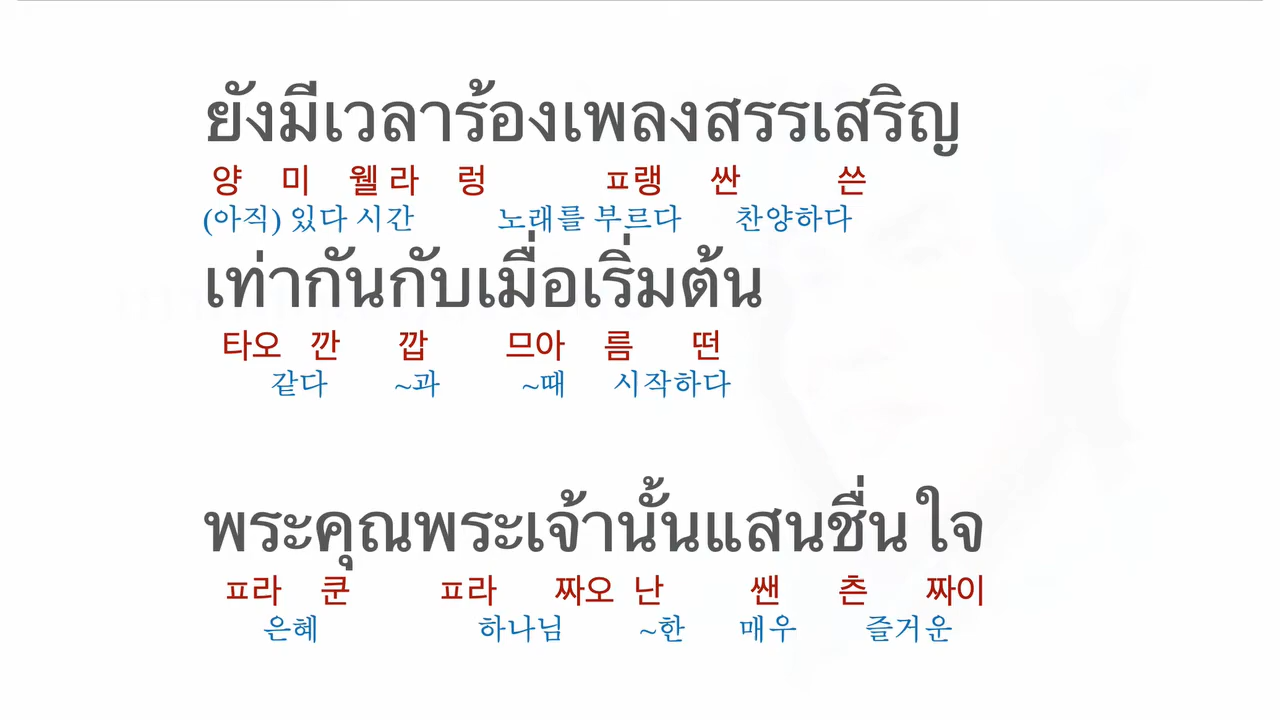 ยังมีเวลาร้องเพลงสรรเสริญ
양 미 웰 라 렁 ㅍ랭 싼 쓴
(아직) 있다 시간 노래를 부르다 찬양하다
เท่ากันกับเมื่อเริ่มต้น
타오 깐 깝 므아 름 떤
같다 ~과 ~때 시작하다
พระคุณพระเจ้านั้นแสนชื่นใจ
ㅍ라 쿤 ㅍ라 짜오 난 쌘 츤 짜이
은혜 하나님 ~한 매우 즐거운